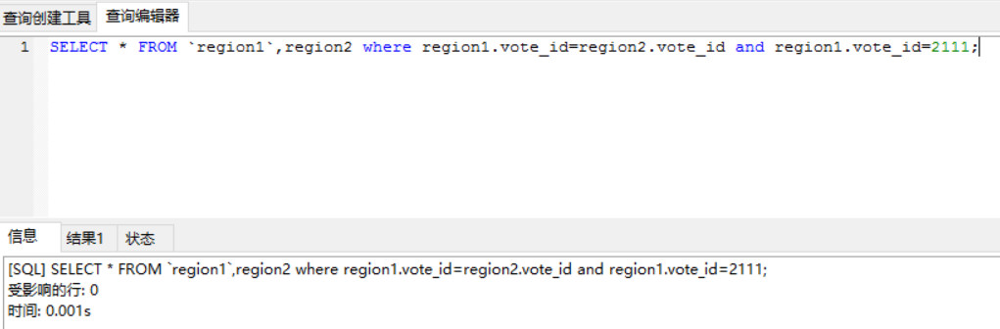 查询创建工具 查询编辑器
1 SELECT * FROM `region1`,region2 where region1.vote_id=region2.vote_id and region1.vote_id=2111;
信息 结果1 状态
[SQL] SELECT * FROM `region1`,region2 where region1.vote_id=region2.vote_id and region1.vote_id=2111;
受影响的行: 0
时间: 0.001s